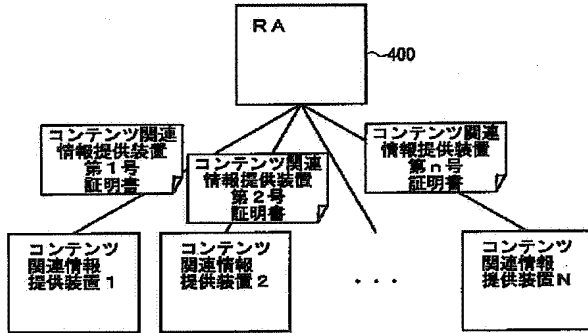 RA
400
コンテンツ関連
情報提供装置
第1号
証明書
コンテンツ関連
情報提供装置
第2号
証明書
コンテンツ関連
情報提供装置
第n号
証明書
コンテンツ
関連情報
提供装置1
コンテンツ
関連情報
提供装置2
・・・
コンテンツ
関連情報
提供装置N